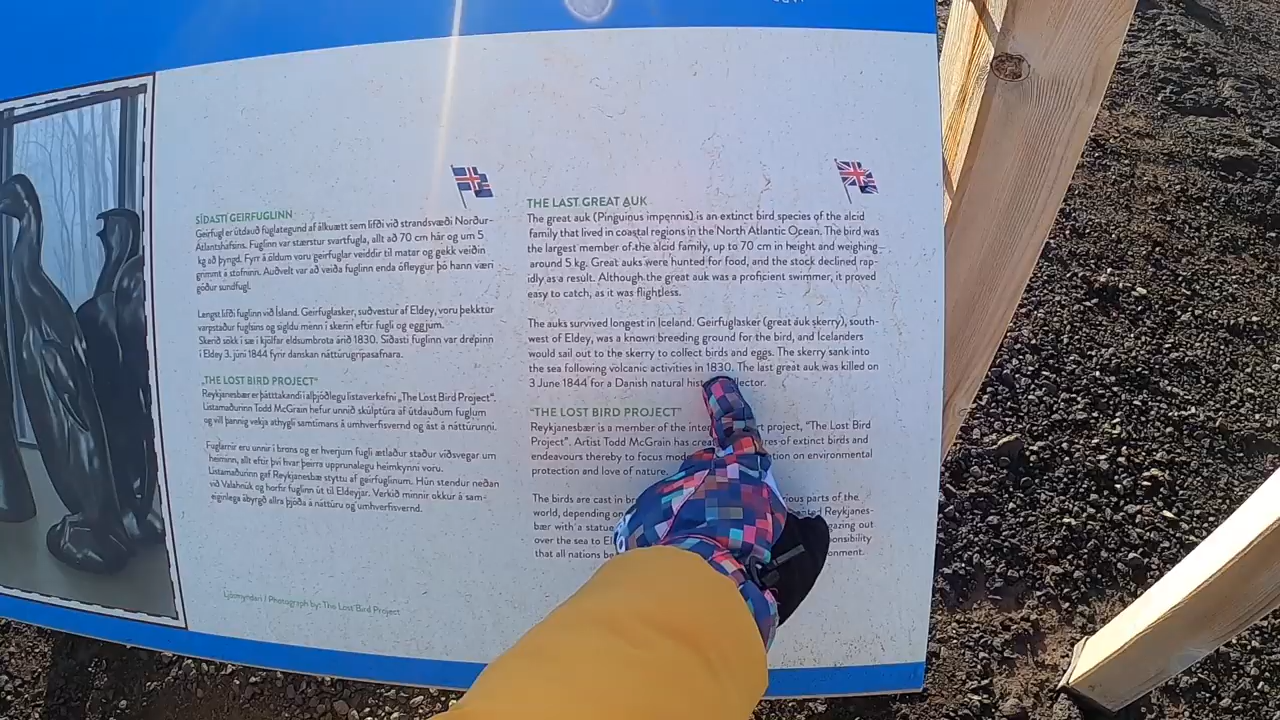 SÍÐASTI GEIRFUGLINN
Geirfugl er útdauð fuglategund af álkuætt sem lifði við strandsvæði Norður-
Atlantshafsins. Fuglinn var stærstur svartfugla, allt að 70 cm hár og um 5
kg að þyngd. Fyrr á öldum voru geirfuglar veiddir til matar og gekk veiðin
grimmt á stofninn. Auðvelt var að veiða fuglinn enda ófleygur þó hann væri
góður sundfugl.
Lengst lifði fuglinn við Ísland. Geirfuglasker, suðvestur af Eldey, voru þekktur
varpstaður fuglsins og sigldu menn í skerin eftir fugli og eggjum.
Skerið sökk í sæ í kjölfar eldsumbrota árið 1830. Síðasti fuglinn var drepinn
í Eldey 3. júní 1844 fyrir danskan náttúrugripasafnara.
„THE LOST BIRD PROJECT“
Reykjanesbær er þátttakandi í alþjóðlegu listaverkefni „The Lost Bird Project“.
Listamaðurinn Todd McGrain hefur unnið skúlptúra af útdauðum fuglum
og vill þannig vekja athygli samtímans á umhverfisvernd og ást á náttúrunni.
Fuglarnir eru unnir í brons og er hverjum fugli ætlaður staður víðsvegar um
heiminn, allt eftir því hvar þeirra upprunalegu heimkynni voru.
Listamaðurinn gaf Reykjanesbæ styttu af geirfuglinum. Hún stendur neðan
við Valahnúk og horfir fuglinn út til Eldeyjar. Verkið minnir okkur á sam-
eiginlega ábyrgð allra þjóða á náttúru og umhverfisvernd.
Ljósmyndari / Photograph by: The Lost Bird Project
THE LAST GREAT AUK
The great auk (Pinguinus impennis) is an extinct bird species of the alcid
family that lived in coastal regions in the North Atlantic Ocean. The bird was
the largest member of the alcid family, up to 70 cm in height and weighing
around 5 kg. Great auks were hunted for food, and the stock declined rap-
idly as a result. Although the great auk was a proficient swimmer, it proved
easy to catch, as it was flightless.
The auks survived longest in Iceland. Geirfuglasker (great auk skerry), south-
west of Eldey, was a known breeding ground for the bird, and Icelanders
would sail out to the skerry to collect birds and eggs. The skerry sank into
the sea following volcanic activities in 1830. The last great auk was killed on
3 June 1844 for a Danish natural
"THE LOST BIRD PROJECT"
Reykjanesbær is a member of the project, "The Lost Bird
Project". Artist Todd McGrain has of extinct birds and
endeavours thereby to focus on environmental
protection and love of nature.
The birds are cast in parts of the
world, depending on Reykjanes-
bær with a statue gazing out
over the sea to
that all nations